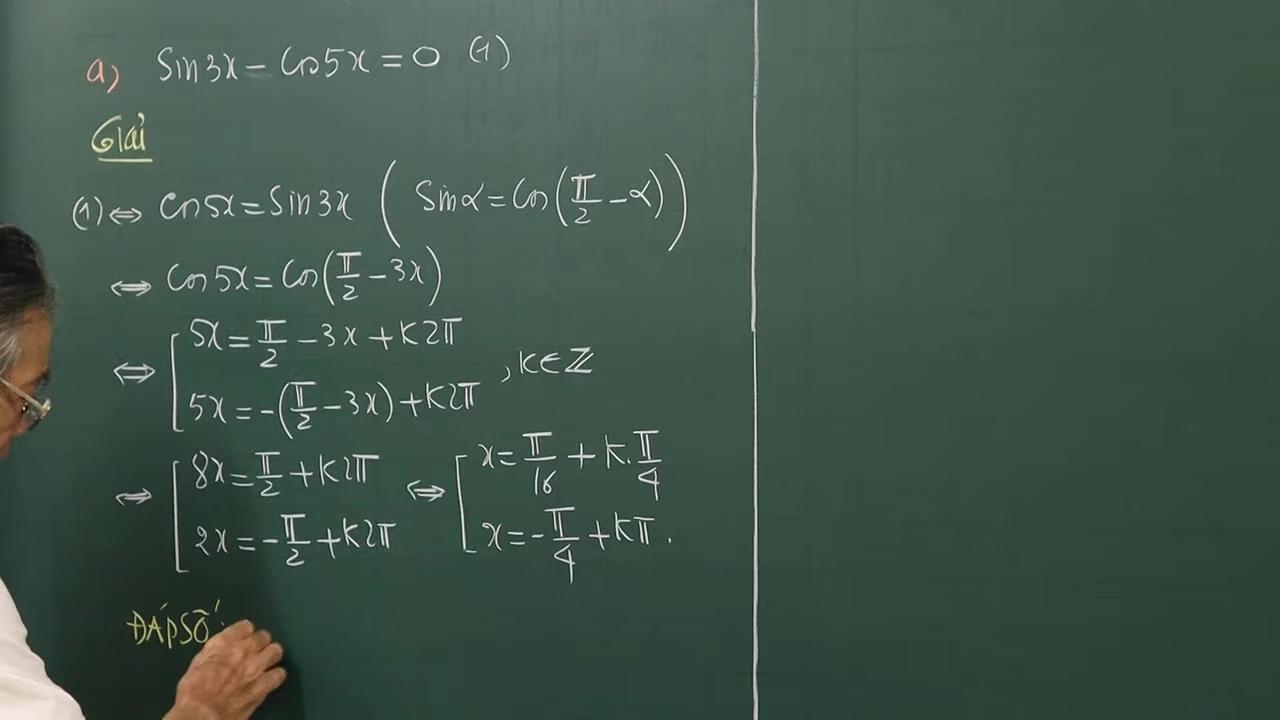 a) Sin3x - Cos5x = 0 (1)
Giải
(1) ⇔ Cos5x = Sin3x ( Sinα = Cos(π/2 - α) )
⇔ Cos5x = Cos(π/2 - 3x)
⇔ [ 5x = π/2 - 3x + k2π
5x = -(π/2 - 3x) + k2π , k∈ℤ
⇔ [ 8x = π/2 + k2π ⇔ [ x = π/16 + k.π/4
2x = -π/2 + k2π x = -π/4 + kπ.
ĐÁP SỐ :